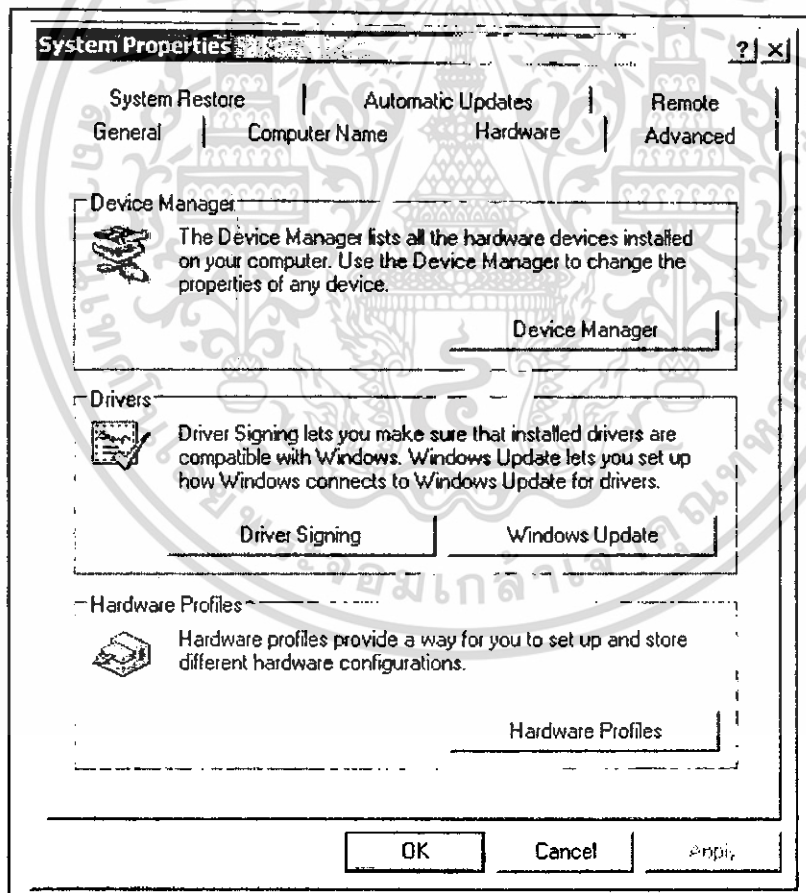 System Properties
? X
System Restore Automatic Updates Remote
General Computer Name Hardware Advanced
Device Manager
The Device Manager lists all the hardware devices installed
on your computer. Use the Device Manager to change the
properties of any device.
Device Manager
Drivers
Driver Signing lets you make sure that installed drivers are
compatible with Windows. Windows Update lets you set up
how Windows connects to Windows Update for drivers.
Driver Signing Windows Update
Hardware Profiles
Hardware profiles provide a way for you to set up and store
different hardware configurations.
Hardware Profiles
OK Cancel Apply